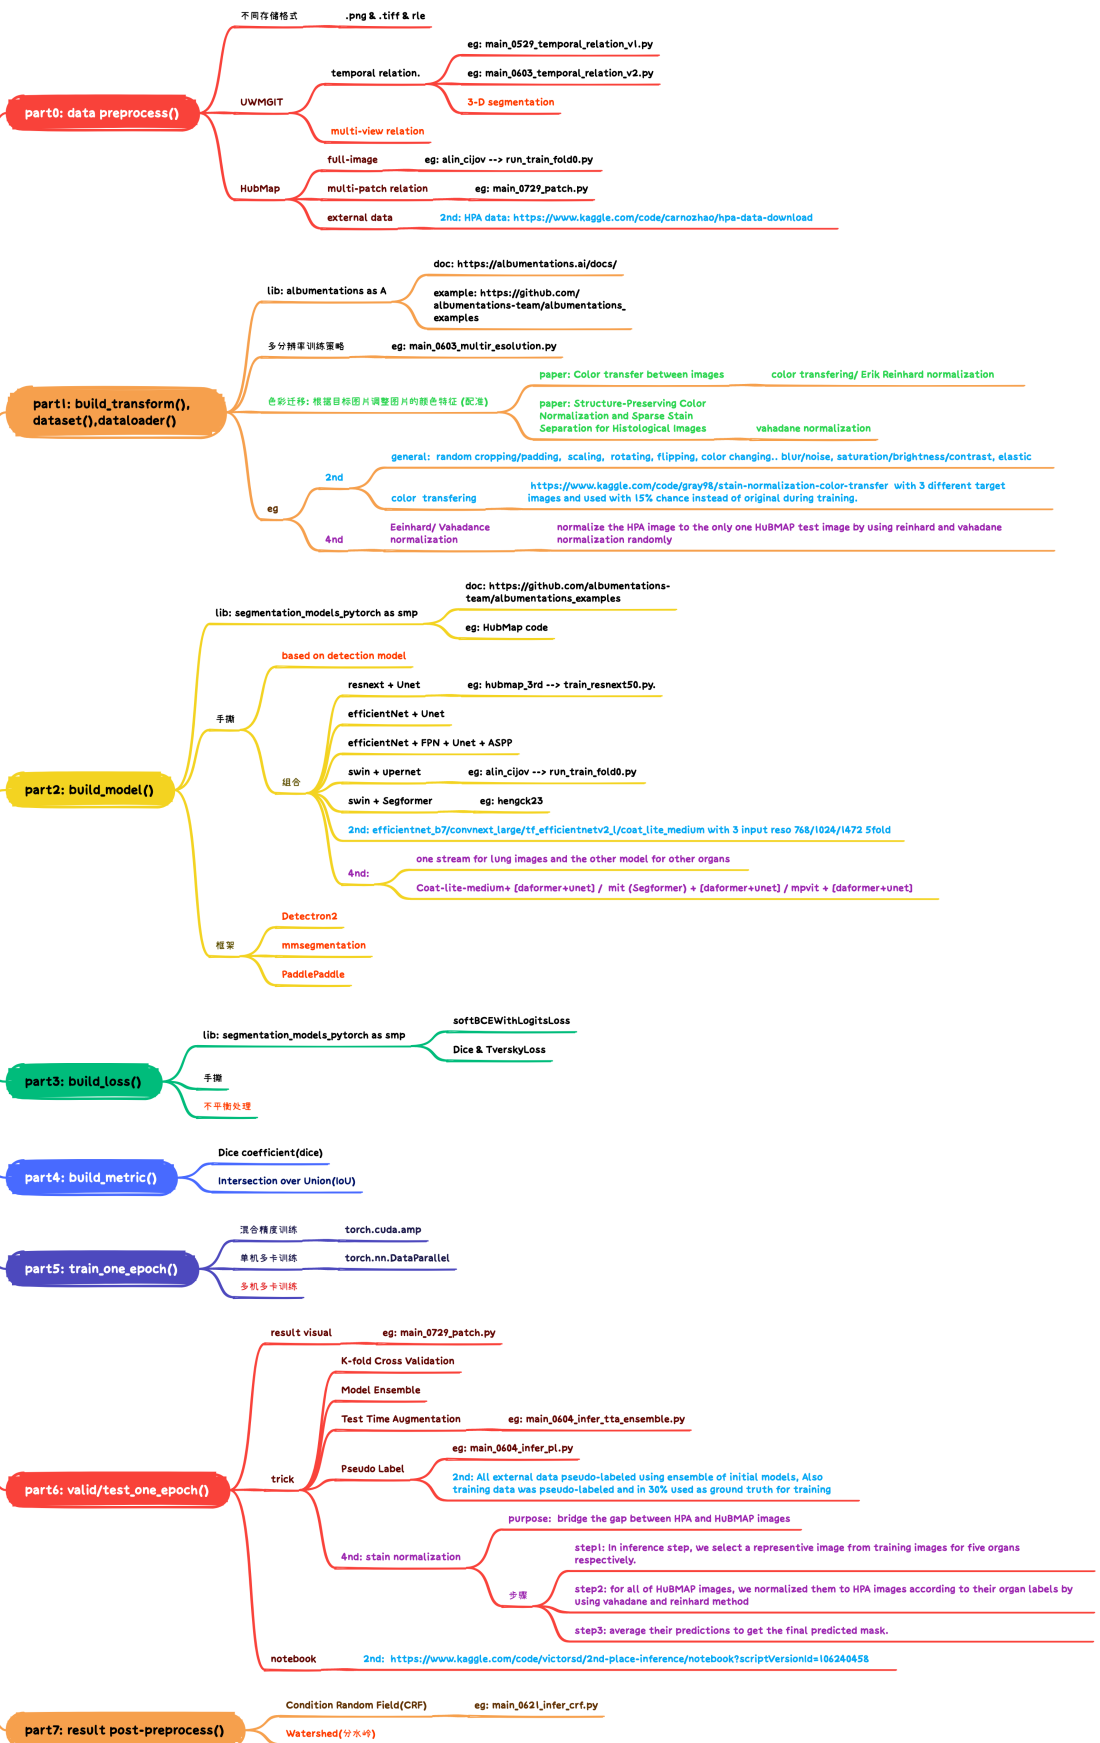 不同存储格式
.png & .tiff & rle
part0: data preprocess()
UWMGIT
temporal relation.
eg: main_0529_temporal_relation_v1.py
eg: main_0603_temporal_relation_v2.py
3-D segmentation
multi-view relation
HubMap
full-image
eg: alin_cijov --> run_train_fold0.py
multi-patch relation
eg: main_0729_patch.py
external data
2nd: HPA data: https://www.kaggle.com/code/carnozhao/hpa-data-download
part1: build_transform(),
dataset(),dataloader()
lib: albumentations as A
doc: https://albumentations.ai/docs/
example: https://github.com/
albumentations-team/albumentations_
examples
多分辨率训练策略
eg: main_0603_multir_esolution.py
色彩迁移: 根据目标图片调整图片的颜色特征 (配准)
paper: Color transfer between images
color transfering/ Erik Reinhard normalization
paper: Structure-Preserving Color
Normalization and Sparse Stain
Separation for Histological Images
vahadane normalization
eg
2nd
general:  random cropping/padding,  scaling,  rotating, flipping, color changing.. blur/noise, saturation/brightness/contrast, elastic
color  transfering
https://www.kaggle.com/code/gray98/stain-normalization-color-transfer  with 3 different target
images and used with 15% chance instead of original during training.
4nd
Eeinhard/ Vahadance
normalization
normalize the HPA image to the only one HuBMAP test image by using reinhard and vahadane
normalization randomly
part2: build_model()
lib: segmentation_models_pytorch as smp
doc: https://github.com/albumentations-
team/albumentations_examples
eg: HubMap code
手撕
based on detection model
组合
resnext + Unet
eg: hubmap_3rd --> train_resnext50.py.
efficientNet + Unet
efficientNet + FPN + Unet + ASPP
swin + upernet
eg: alin_cijov --> run_train_fold0.py
swin + Segformer
eg: hengck23
2nd: efficientnet_b7/convnext_large/tf_efficientnetv2_l/coat_lite_medium with 3 input reso 768/1024/1472 5fold
4nd:
one stream for lung images and the other model for other organs
Coat-lite-medium+ [daformer+unet] /  mit (Segformer) + [daformer+unet] / mpvit + [daformer+unet]
框架
Detectron2
mmsegmentation
PaddlePaddle
part3: build_loss()
lib: segmentation_models_pytorch as smp
softBCEWithLogitsLoss
Dice & TverskyLoss
手撕
不平衡处理
part4: build_metric()
Dice coefficient(dice)
Intersection over Union(IoU)
part5: train_one_epoch()
混合精度训练
torch.cuda.amp
单机多卡训练
torch.nn.DataParallel
多机多卡训练
part6: valid/test_one_epoch()
result visual
eg: main_0729_patch.py
trick
K-fold Cross Validation
Model Ensemble
Test Time Augmentation
eg: main_0604_infer_tta_ensemble.py
Pseudo Label
eg: main_0604_infer_pl.py
2nd: All external data pseudo-labeled using ensemble of initial models, Also
training data was pseudo-labeled and in 30% used as ground truth for training
4nd: stain normalization
purpose:  bridge the gap between HPA and HuBMAP images
步骤
step1: In inference step, we select a representive image from training images for five organs
respectively.
step2: for all of HuBMAP images, we normalized them to HPA images according to their organ labels by
using vahadane and reinhard method
step3: average their predictions to get the final predicted mask.
notebook
2nd:  https://www.kaggle.com/code/victorsd/2nd-place-inference/notebook?scriptVersionId=106240458
part7: result post-preprocess()
Condition Random Field(CRF)
eg: main_0621_infer_crf.py
Watershed(分水岭)